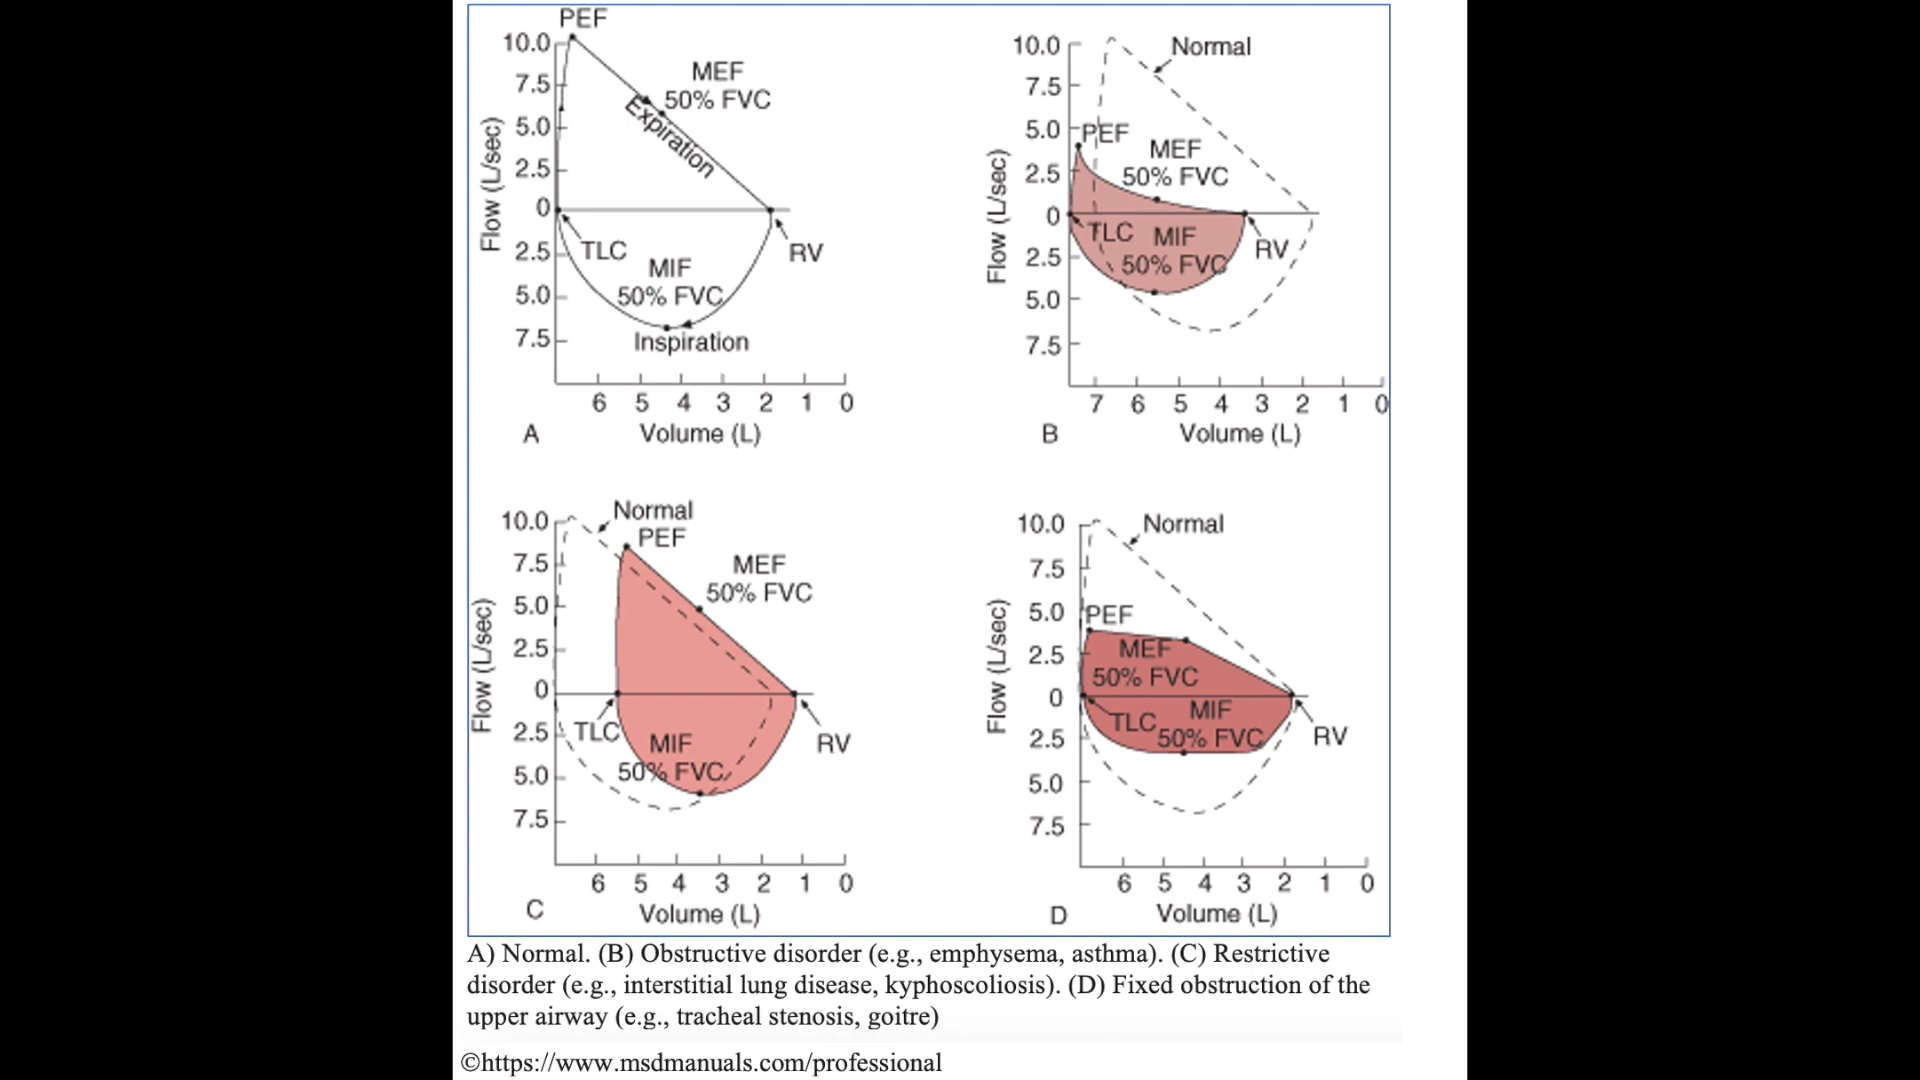 PEF
10.0
MEF
7.5
50% FVC
Expiration
5.0
2.5
0
Flow (L/sec)
TLC
RV
2.5
MIF
5.0
50% FVC
7.5
Inspiration
6 5 4 3 2 1 0
A
Volume (L)
10.0
Normal
7.5
5.0
PEF
MEF
2.5
50% FVC
0
Flow (L/sec)
TLC
MIF
RV
2.5
50% FVC
5.0
7.5
7 6 5 4 3 2 1 0
B
Volume (L)
Normal
10.0
PEF
7.5
MEF
50% FVC
5.0
2.5
0
Flow (L/sec)
2.5
TLC
MIF
RV
5.0
50% FVC
7.5
6 5 4 3 2 1 0
C
Volume (L)
10.0
Normal
7.5
5.0
PEF
2.5
MEF
50% FVC
0
Flow (L/sec)
TLC
MIF
2.5
50% FVC
RV
5.0
7.5
6 5 4 3 2 1 0
D
Volume (L)
A) Normal. (B) Obstructive disorder (e.g., emphysema, asthma). (C) Restrictive
disorder (e.g., interstitial lung disease, kyphoscoliosis). (D) Fixed obstruction of the
upper airway (e.g., tracheal stenosis, goitre)
©https://www.msdmanuals.com/professional